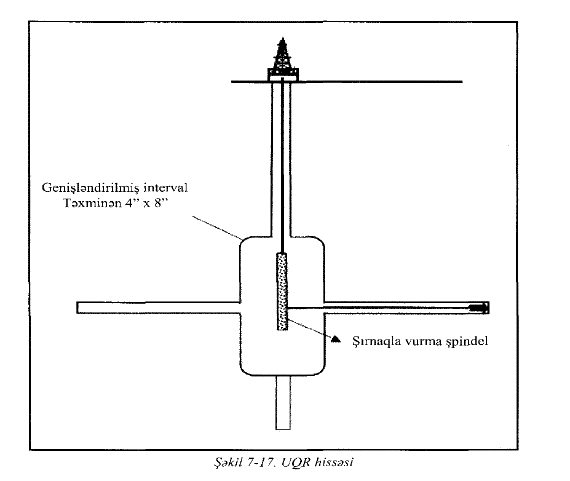 Genişləndirilmiş interval
Təxminən 4” x 8”
Şırnaqla vurma şpindel
Şəkil 7-17. UQR hissəsi